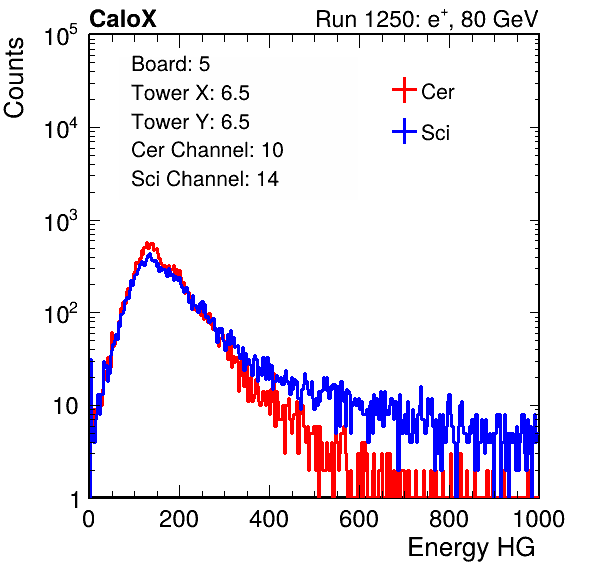 CaloX Run 1250: e⁺, 80 GeV
Counts
Board: 5
Tower X: 6.5
Tower Y: 6.5
Cer Channel: 10
Sci Channel: 14
Cer
Sci
10⁵
10⁴
10³
10²
10
1
0 200 400 600 800 1000
Energy HG